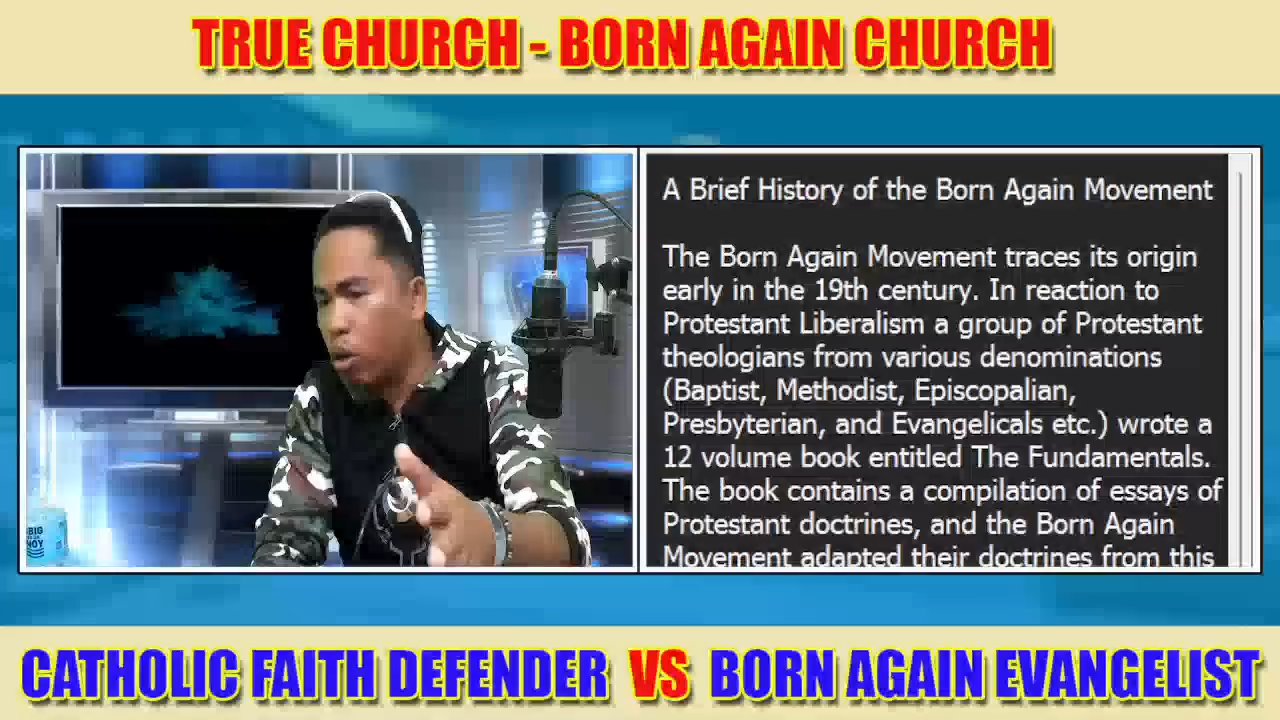 TRUE CHURCH - BORN AGAIN CHURCH
A Brief History of the Born Again Movement
The Born Again Movement traces its origin
early in the 19th century. In reaction to
Protestant Liberalism a group of Protestant
theologians from various denominations
(Baptist, Methodist, Episcopalian,
Presbyterian, and Evangelicals etc.) wrote a
12 volume book entitled The Fundamentals.
The book contains a compilation of essays of
Protestant doctrines, and the Born Again
Movement adapted their doctrines from this
BIG
NOY
CATHOLIC FAITH DEFENDER VS BORN AGAIN EVANGELIST